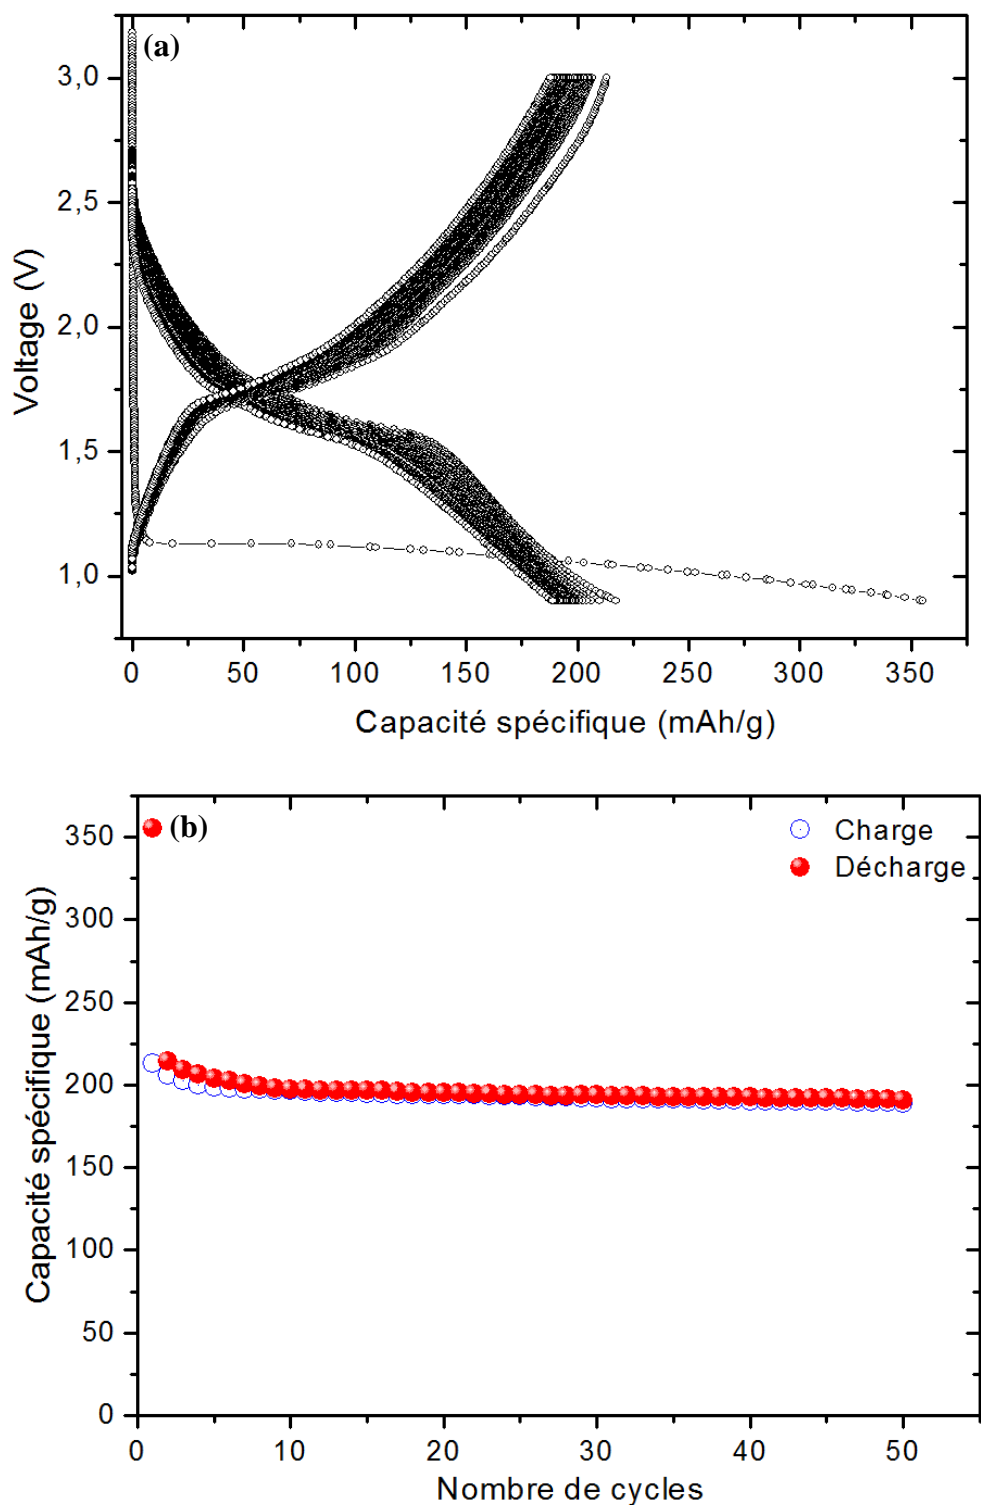 (a)
3,0
2,5
2,0
1,5
1,0
Voltage (V)
0 50 100 150 200 250 300 350
Capacité spécifique (mAh/g)
(b)
Charge
Décharge
350
300
250
200
150
100
50
0
Capacité spécifique (mAh/g)
0 10 20 30 40 50
Nombre de cycles